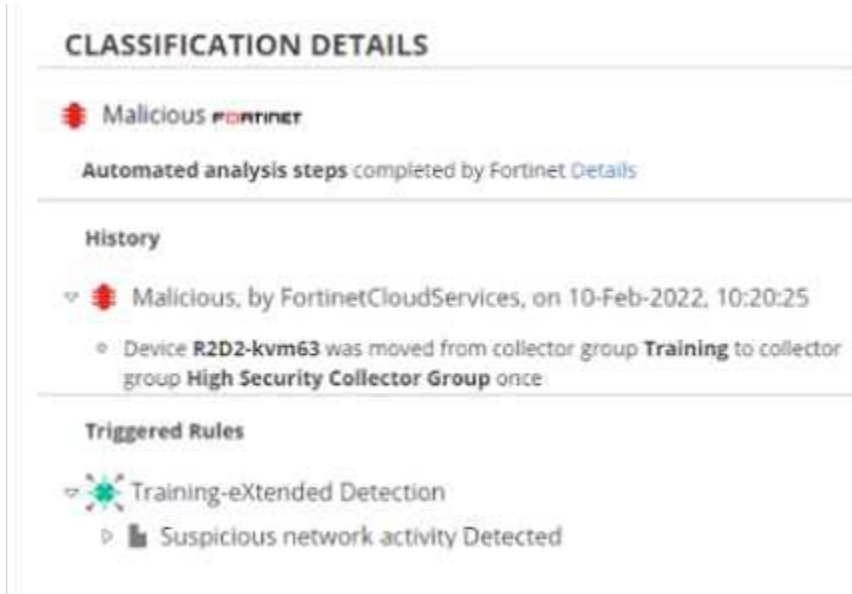 CLASSIFICATION DETAILS
Malicious FORTINET
Automated analysis steps completed by Fortinet Details
History
Malicious, by FortinetCloudServices, on 10-Feb-2022, 10:20:25
Device R2D2-kvm63 was moved from collector group Training to collector
group High Security Collector Group once
Triggered Rules
Training-eXtended Detection
Suspicious network activity Detected